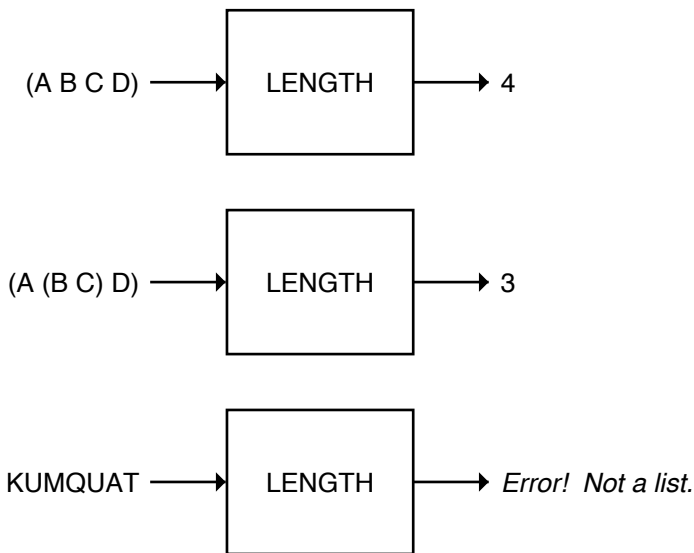 (A B C D) LENGTH 4
(A (B C) D) LENGTH 3
KUMQUAT LENGTH Error! Not a list.